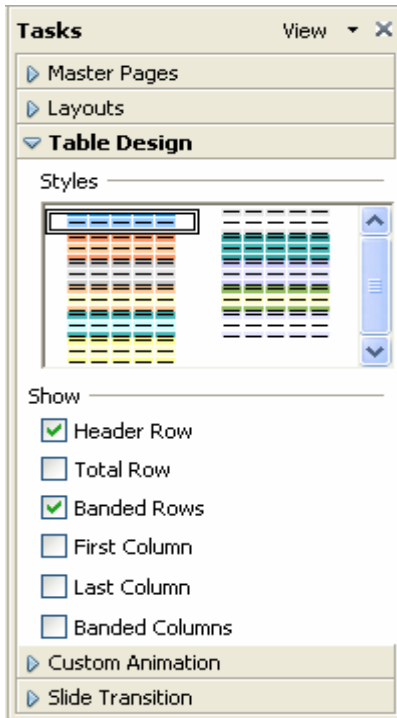 Tasks View
Master Pages
Layouts
Table Design
Styles
Show
Header Row
Total Row
Banded Rows
First Column
Last Column
Banded Columns
Custom Animation
Slide Transition